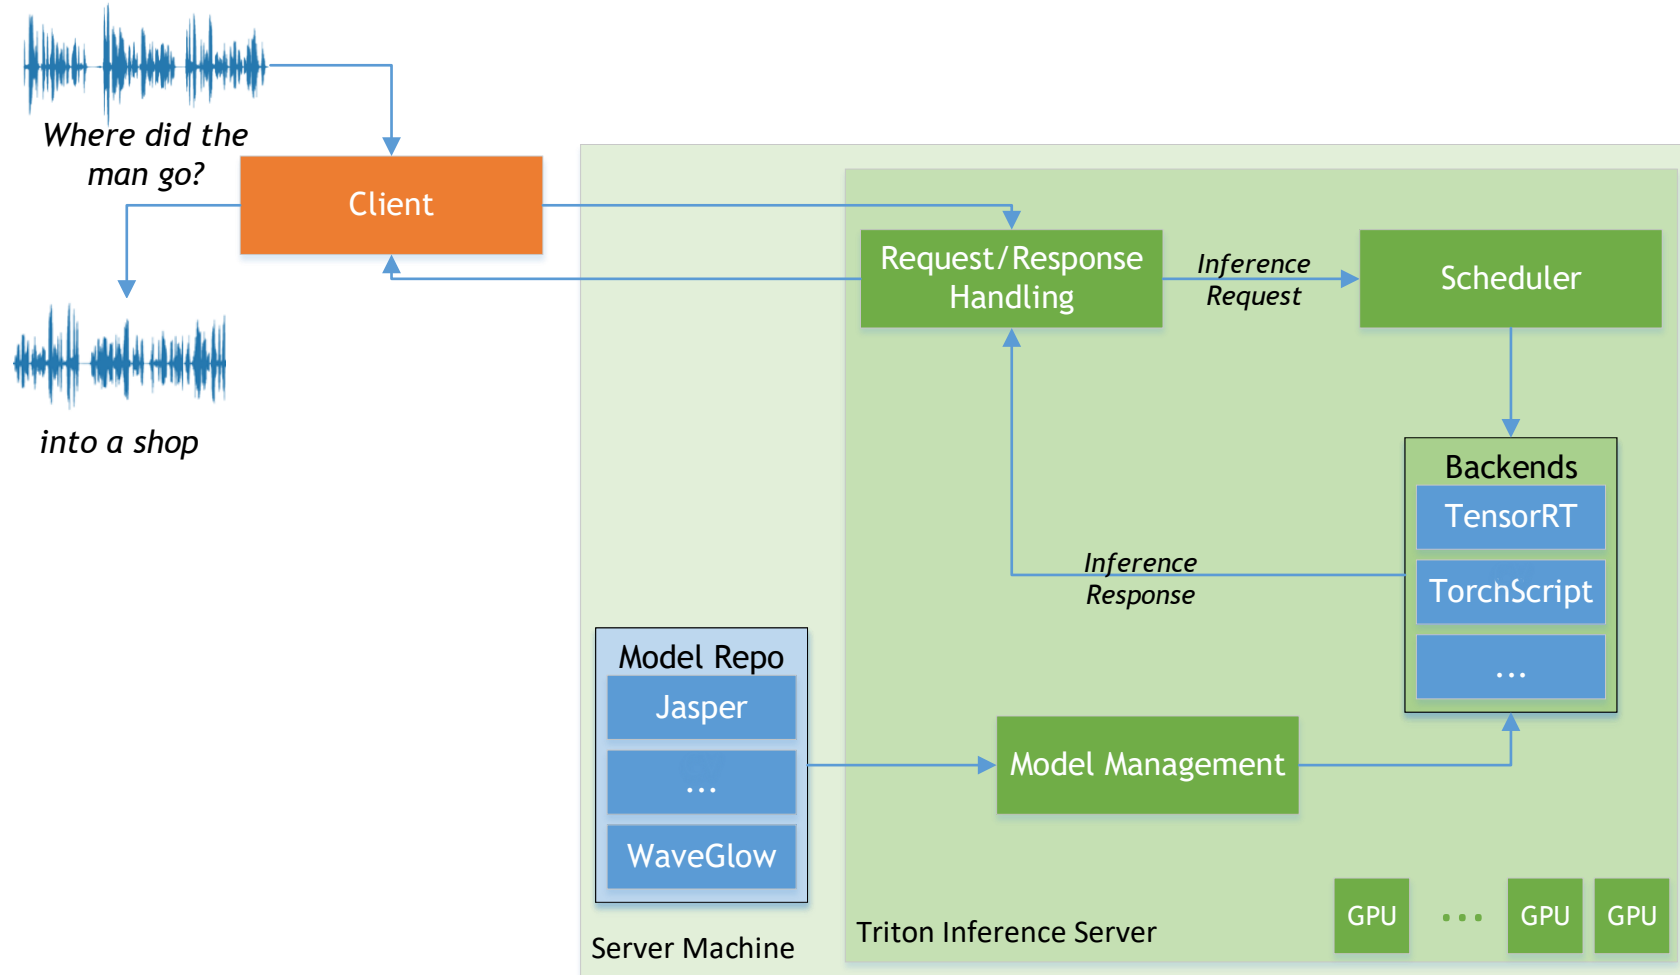 Where did the
man go?
Client
into a shop
Request/Response
Handling
Inference
Request
Scheduler
Backends
TensorRT
TorchScript
...
Inference
Response
Model Repo
Jasper
...
WaveGlow
Model Management
GPU
...
GPU
GPU
Triton Inference Server
Server Machine